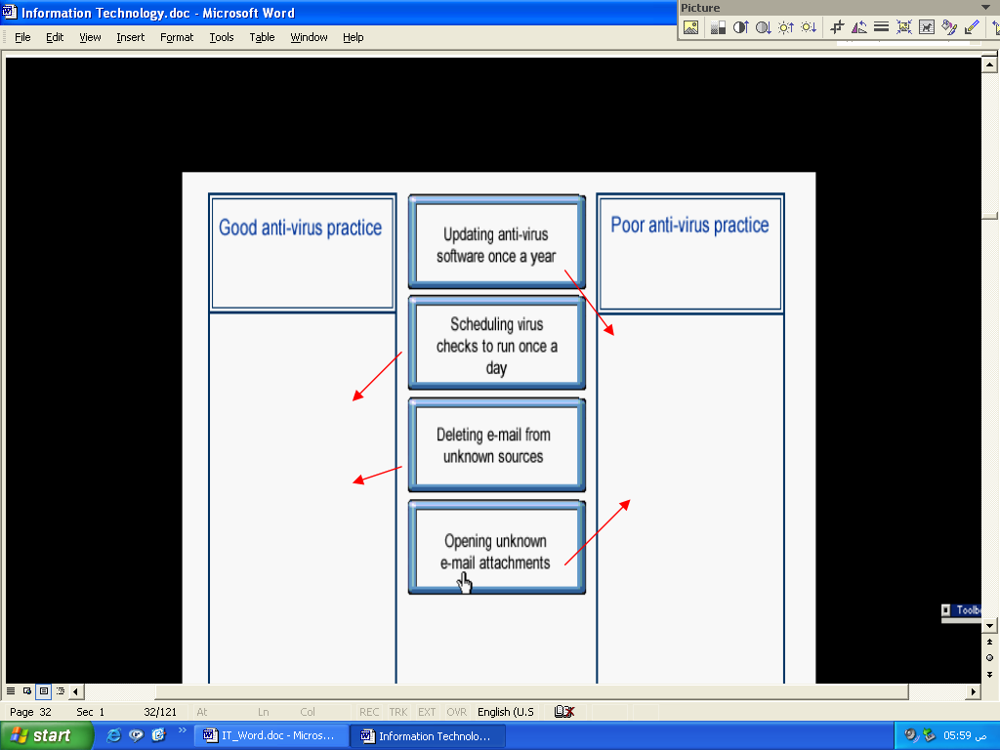 Information Technology.doc - Microsoft Word
Picture
File Edit View Insert Format Tools Table Window Help
Good anti-virus practice
Updating anti-virus
software once a year
Poor anti-virus practice
Scheduling virus
checks to run once a
day
Deleting e-mail from
unknown sources
Opening unknown
e-mail attachments
Toolb
Page 32 Sec 1 32/121 At Ln Col REC TRK EXT OVR English (U.S
start
IT_Word.doc - Micros...
Information Technolo...
05:59 ص